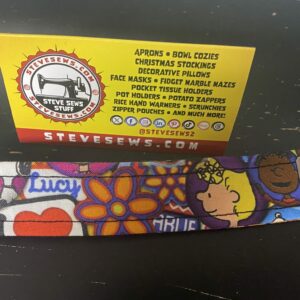 STEVESEWS.COM
STEVE SEWS
STUFF
STEVESEWS.COM
APRONS • BOWL COZIES
CHRISTMAS STOCKINGS
DECORATIVE PILLOWS
FACE MASKS • FIDGET MARBLE MAZES
POCKET TISSUE HOLDERS
POT HOLDERS • POTATO ZAPPERS
RICE HAND WARMERS • SCRUNCHIES
ZIPPER POUCHES • AND MUCH MORE!
@STEVESEWS2
STEVESEWS.COM
Lucy